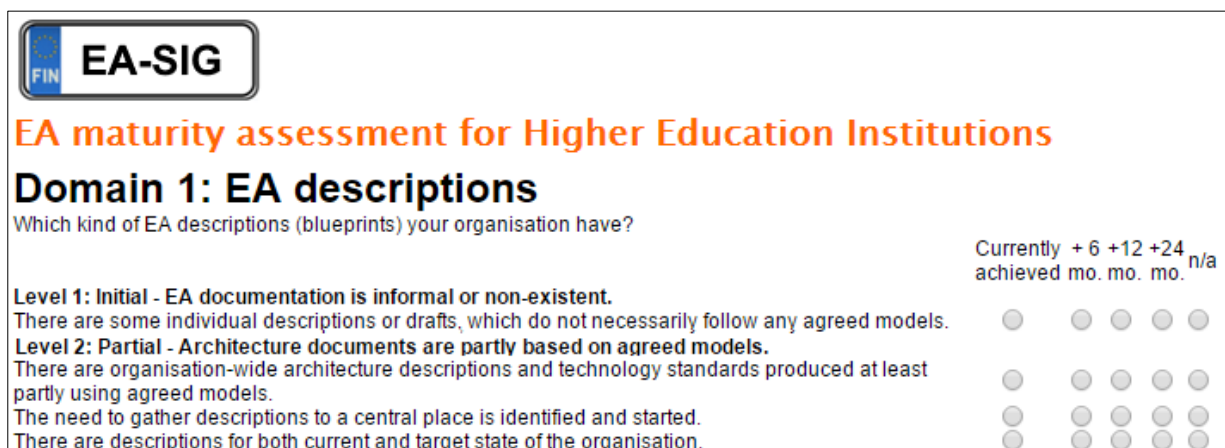 FIN EA-SIG
EA maturity assessment for Higher Education Institutions
Domain 1: EA descriptions
Which kind of EA descriptions (blueprints) your organisation have?
Currently + 6 +12 +24 n/a
achieved mo. mo. mo.
Level 1: Initial - EA documentation is informal or non-existent.
There are some individual descriptions or drafts, which do not necessarily follow any agreed models.
Level 2: Partial - Architecture documents are partly based on agreed models.
There are organisation-wide architecture descriptions and technology standards produced at least
partly using agreed models.
The need to gather descriptions to a central place is identified and started.
There are descriptions for both current and target state of the organisation.